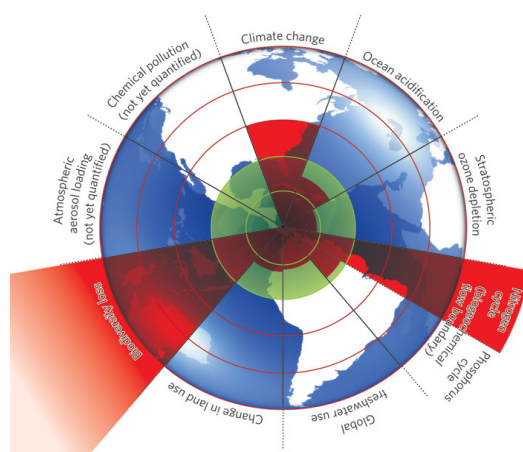 Climate change
Ocean acidification
Stratospheric
ozone depletion
Nitrogen
cycle
(biogeochemical
flow boundary)
Phosphorus
cycle
Global
freshwater use
Change in land use
Biodiversity loss
Atmospheric
aerosol loading
(not yet quantified)
Chemical pollution
(not yet quantified)